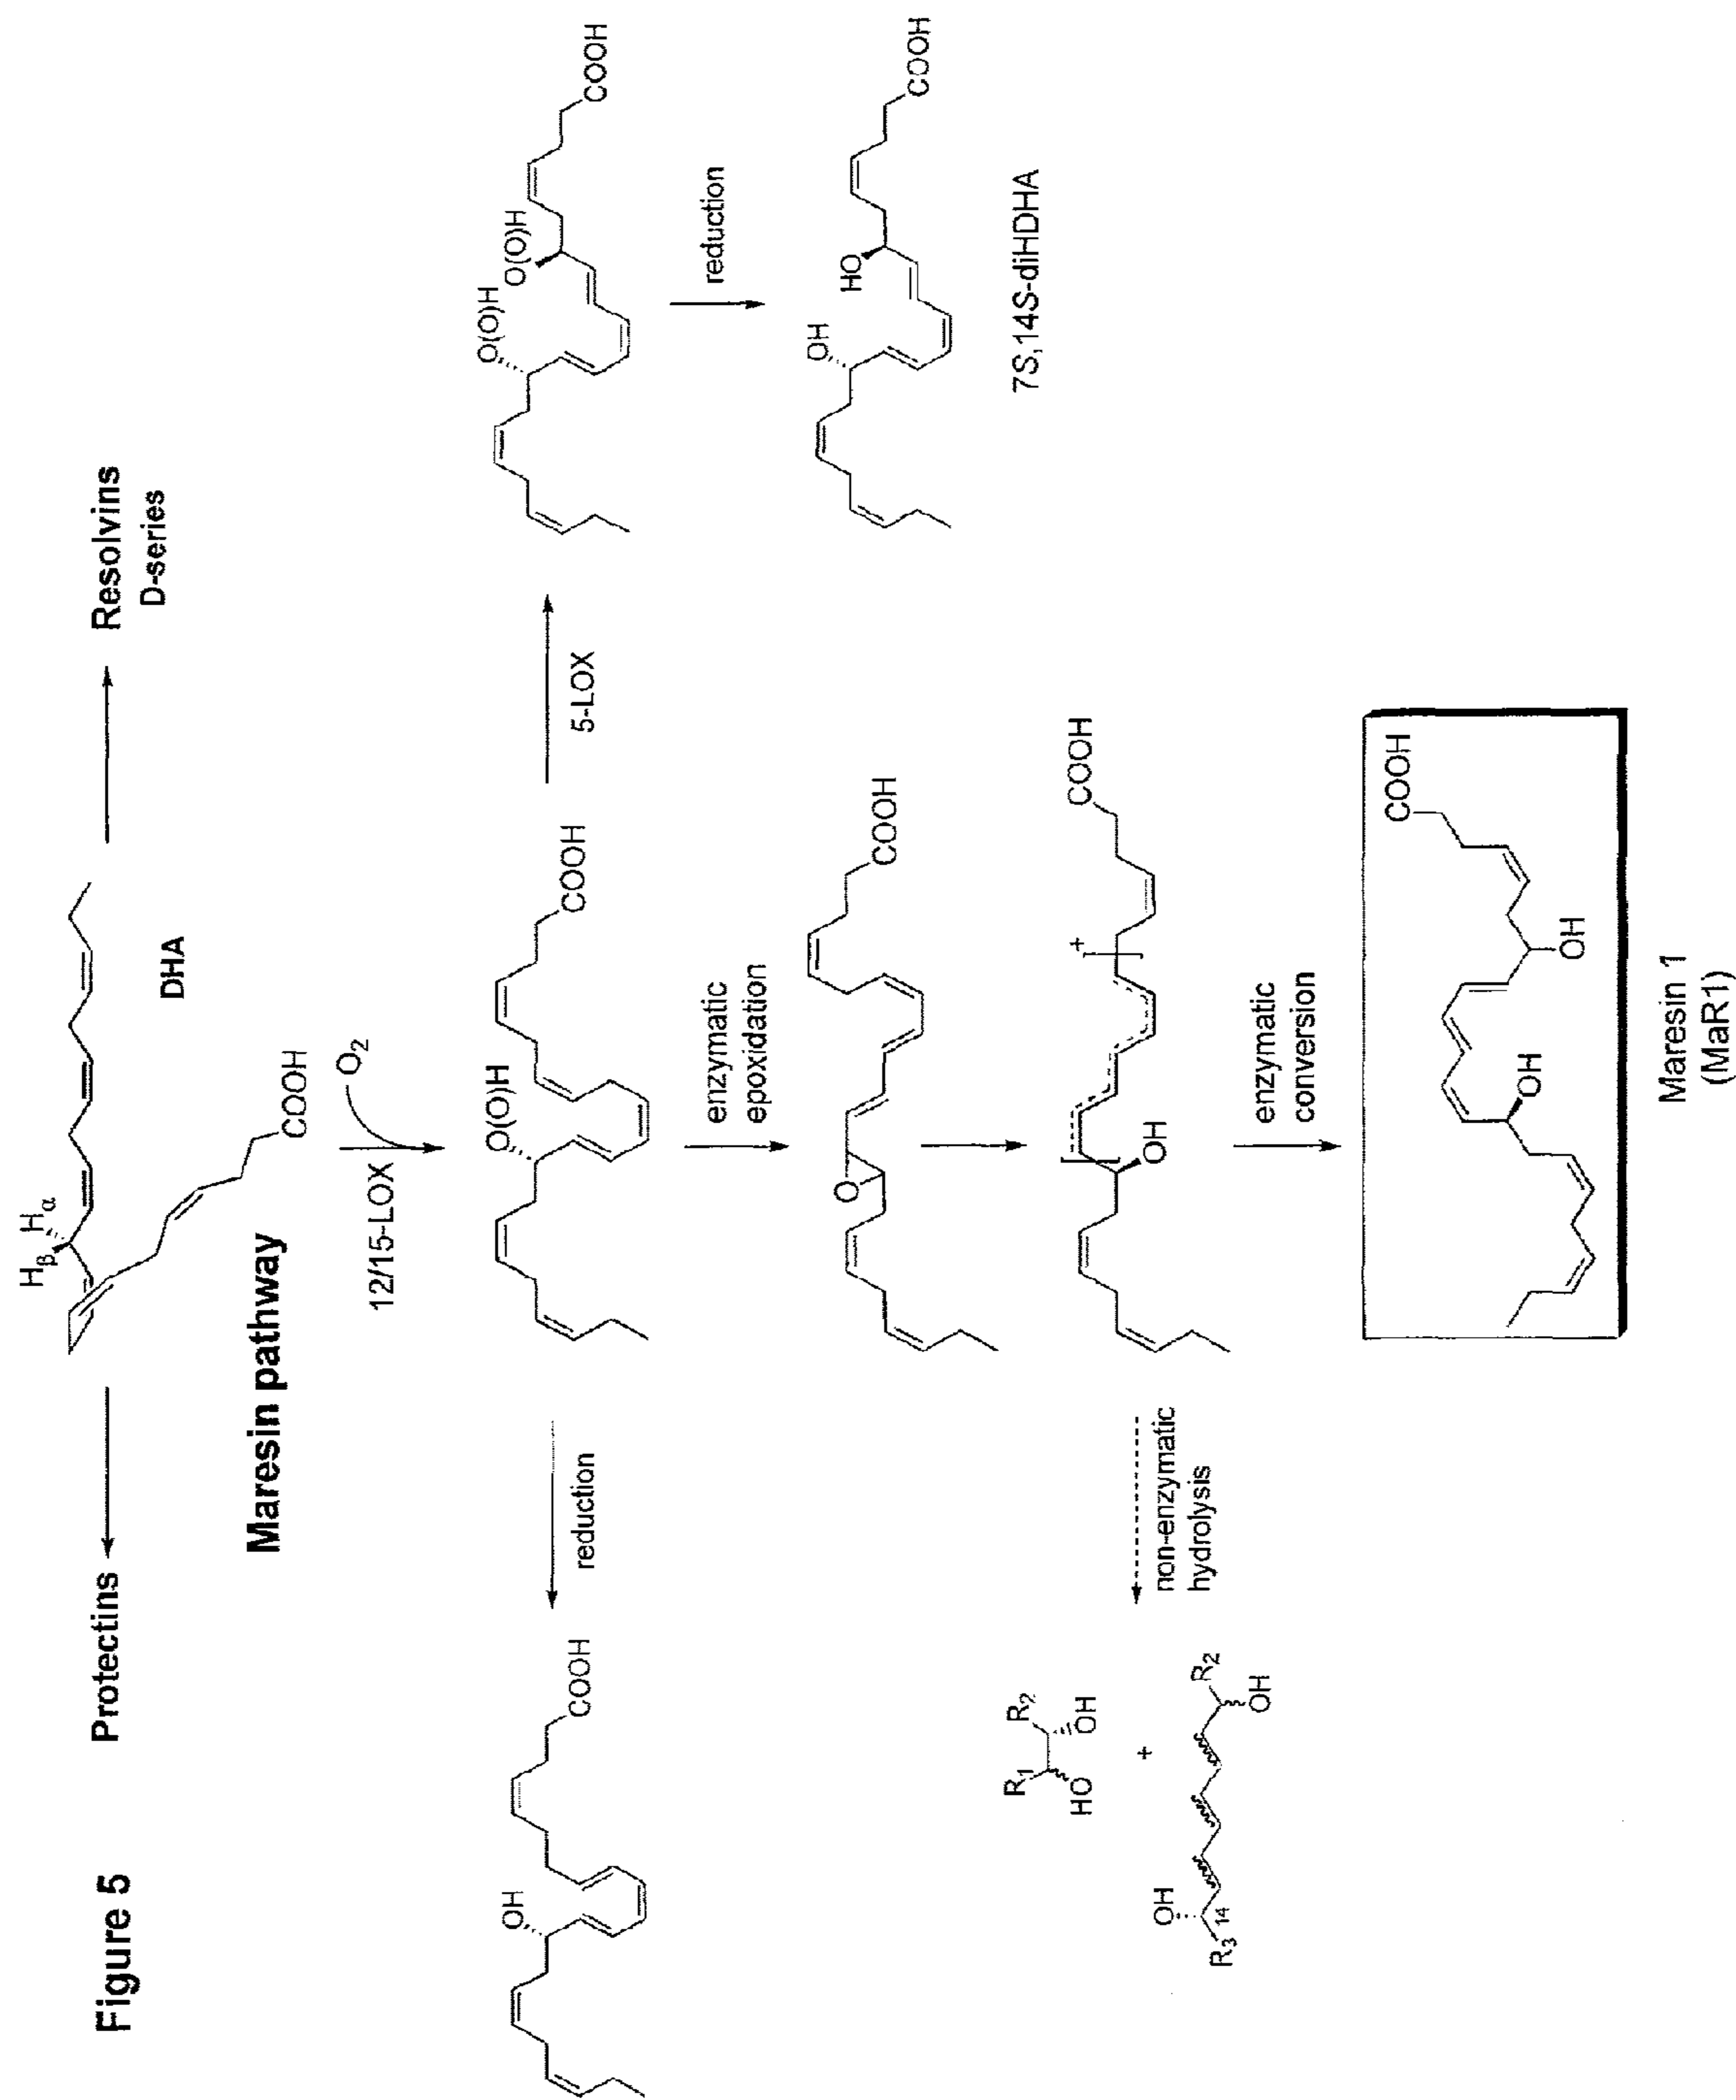 Figure 5
Protectins
Resolvins
D-series
H
β
H
α
COOH
DHA
Maresin pathway
12/15-LOX
O2
OH
COOH
reduction
O(O)H
COOH
5-LOX
O(O)H
O(O)H
COOH
reduction
OH
HO
COOH
7S,14S-diHDHA
enzymatic
epoxidation
O
COOH
+
OH
COOH
non-enzymatic
hydrolysis
R1
R2
HO
OH
+
OH
R3
14
R2
OH
enzymatic
conversion
OH
OH
COOH
Maresin 1
(MaR1)